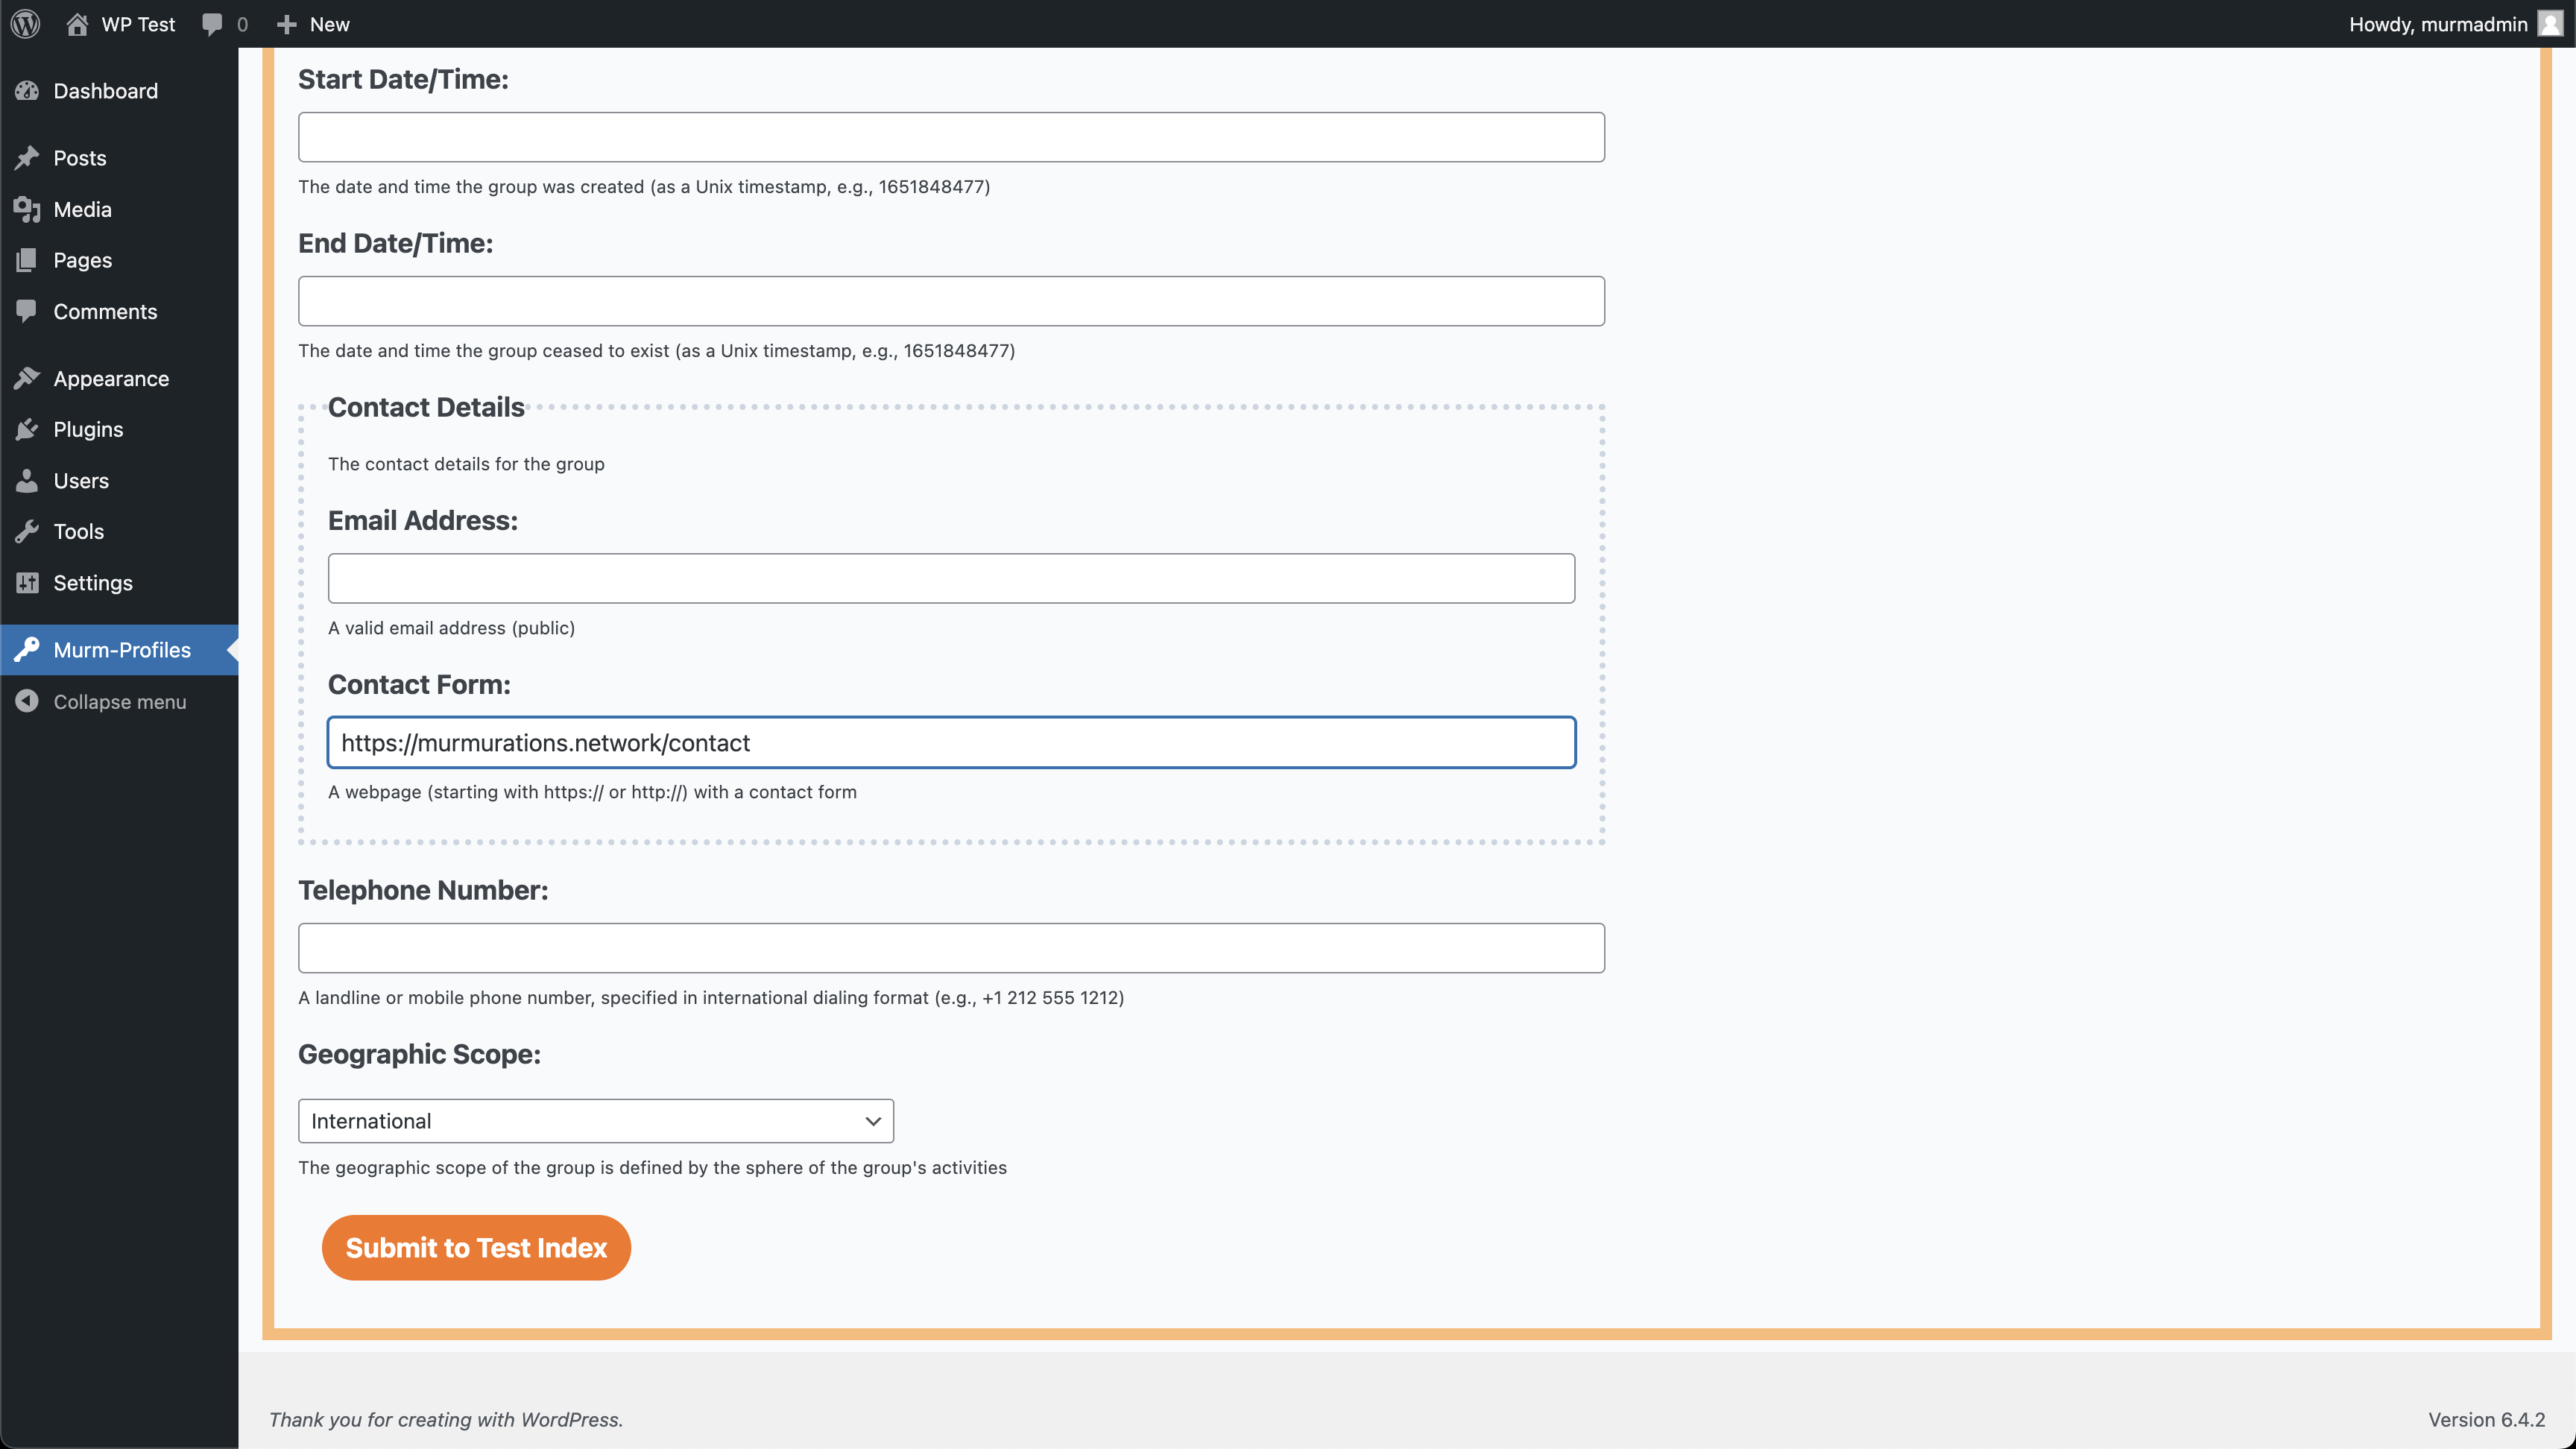 WP Test
0
New
Howdy, murmadmin
Dashboard
Posts
Media
Pages
Comments
Appearance
Plugins
Users
Tools
Settings
Murm-Profiles
Collapse menu
Start Date/Time:
The date and time the group was created (as a Unix timestamp, e.g., 1651848477)
End Date/Time:
The date and time the group ceased to exist (as a Unix timestamp, e.g., 1651848477)
Contact Details
The contact details for the group
Email Address:
A valid email address (public)
Contact Form:
https://murmurations.network/contact
A webpage (starting with https:// or http://) with a contact form
Telephone Number:
A landline or mobile phone number, specified in international dialing format (e.g., +1 212 555 1212)
Geographic Scope:
International
The geographic scope of the group is defined by the sphere of the group's activities
Submit to Test Index
Thank you for creating with WordPress.
Version 6.4.2